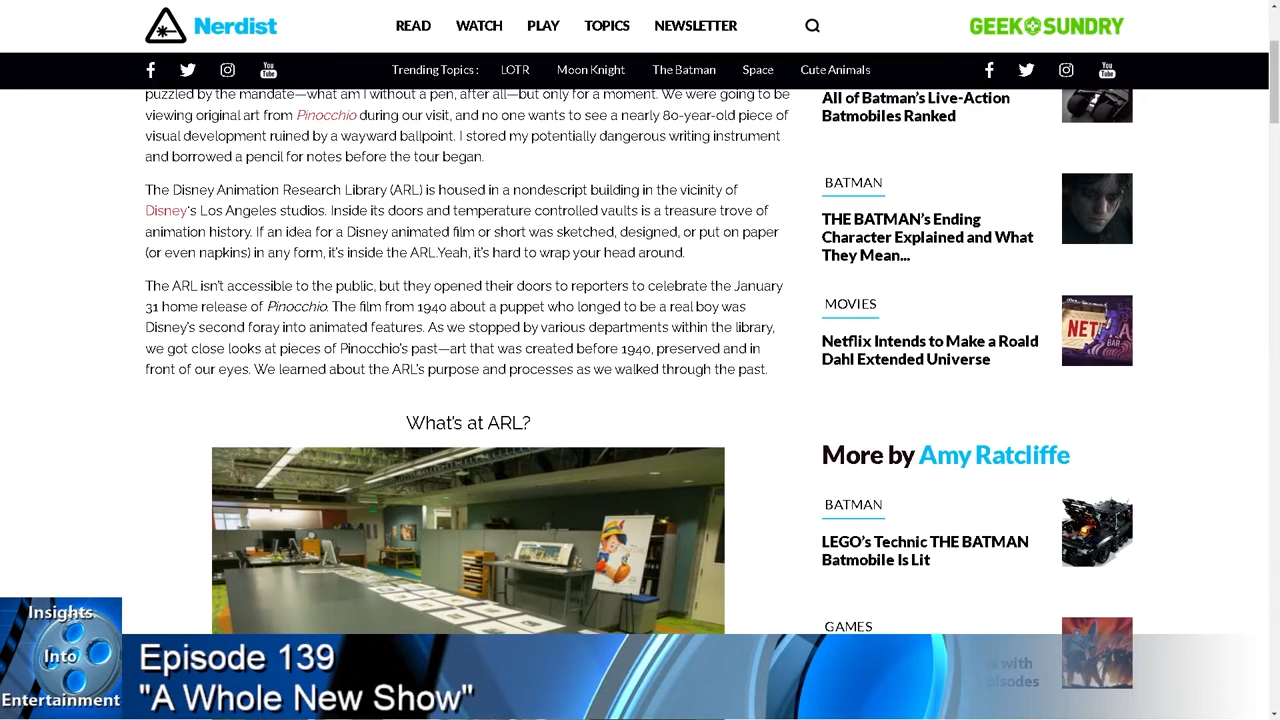 Nerdist
READ WATCH PLAY TOPICS NEWSLETTER
GEEK SUNDRY
You Tube
Trending Topics : LOTR Moon Knight The Batman Space Cute Animals
You Tube
puzzled by the mandate—what am I without a pen, after all—but only for a moment. We were going to be
viewing original art from Pinocchio during our visit, and no one wants to see a nearly 80-year-old piece of
visual development ruined by a wayward ballpoint. I stored my potentially dangerous writing instrument
and borrowed a pencil for notes before the tour began.
The Disney Animation Research Library (ARL) is housed in a nondescript building in the vicinity of
Disney's Los Angeles studios. Inside its doors and temperature controlled vaults is a treasure trove of
animation history. If an idea for a Disney animated film or short was sketched, designed, or put on paper
(or even napkins) in any form, it's inside the ARL.Yeah, it's hard to wrap your head around.
The ARL isn't accessible to the public, but they opened their doors to reporters to celebrate the January
31 home release of Pinocchio. The film from 1940 about a puppet who longed to be a real boy was
Disney's second foray into animated features. As we stopped by various departments within the library,
we got close looks at pieces of Pinocchio's past—art that was created before 1940, preserved and in
front of our eyes. We learned about the ARL's purpose and processes as we walked through the past.
What's at ARL?
All of Batman's Live-Action
Batmobiles Ranked
BATMAN
THE BATMAN's Ending
Character Explained and What
They Mean...
MOVIES
Netflix Intends to Make a Roald
Dahl Extended Universe
NET
BAR
More by Amy Ratcliffe
BATMAN
LEGO's Technic THE BATMAN
Batmobile Is Lit
GAMES
with
pisodes
Insights
Into
Entertainment
Episode 139
"A Whole New Show"